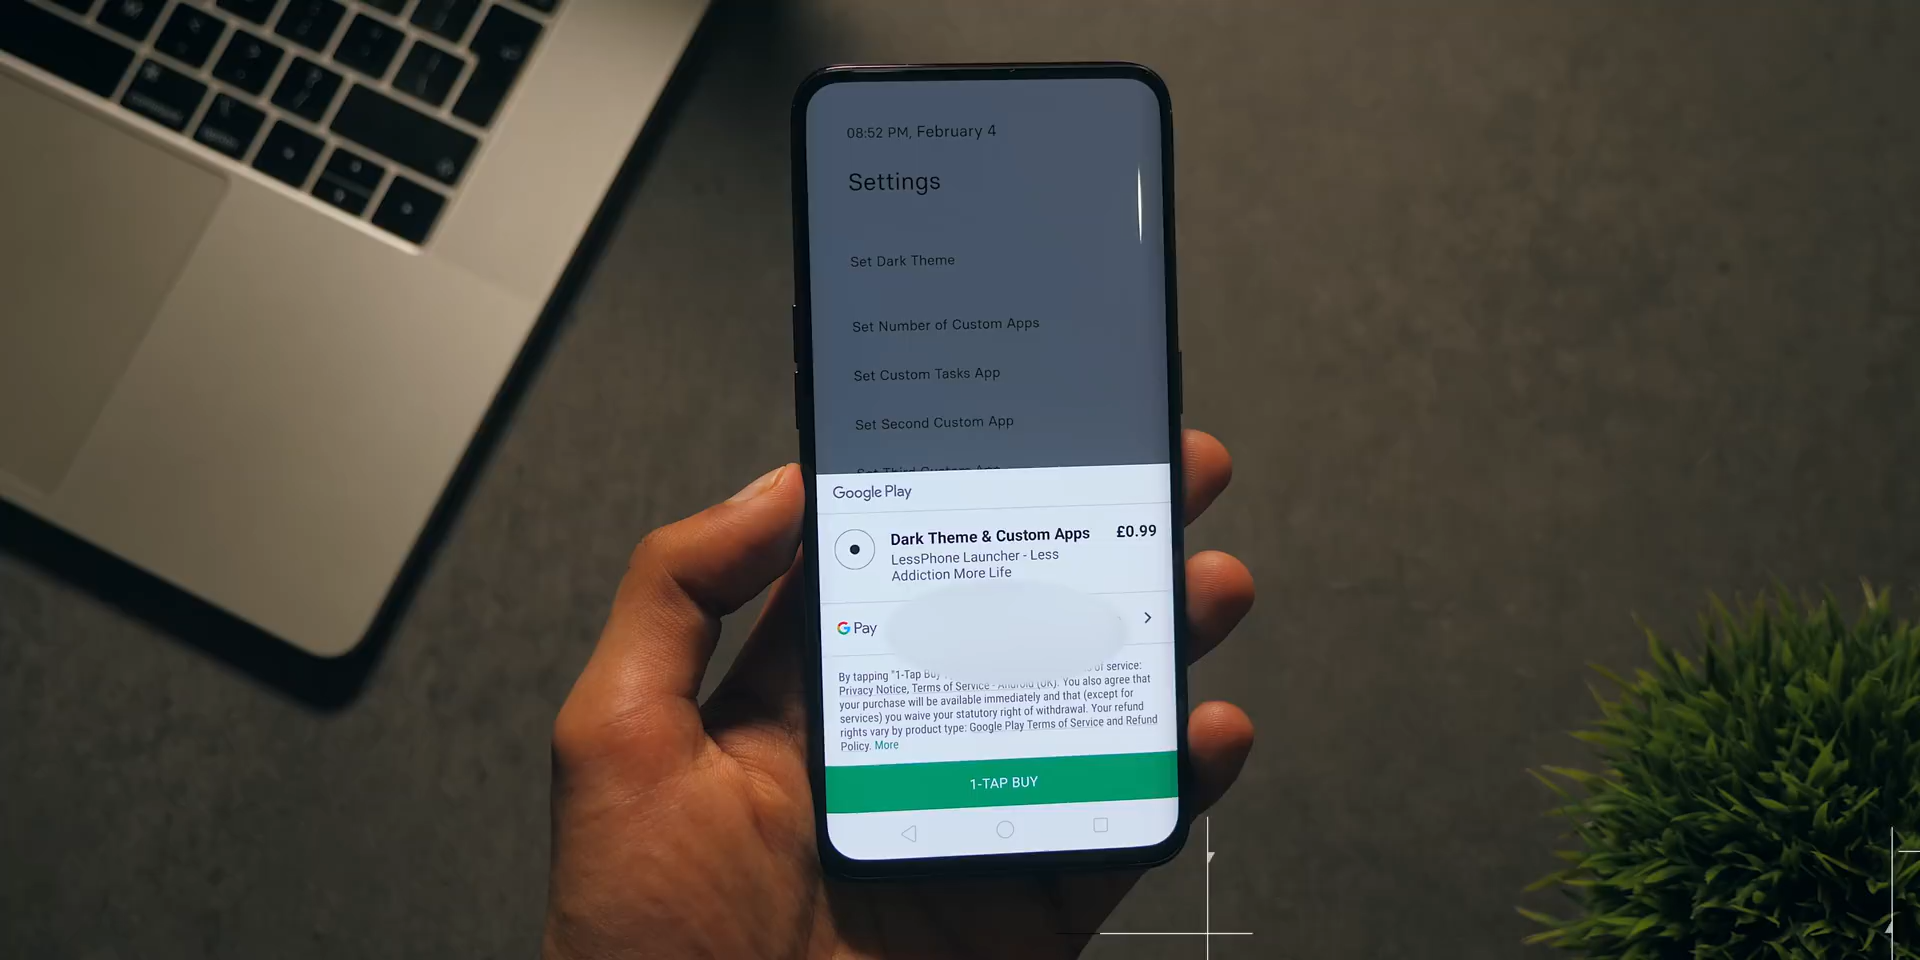 08:52 PM, February 4
Settings
Set Dark Theme
Set Number of Custom Apps
Set Custom Tasks App
Set Second Custom App
Set Third Custom App
Google Play
Dark Theme & Custom Apps £0.99
LessPhone Launcher - Less
Addiction More Life
G Pay
By tapping "1-Tap Buy of service:
Privacy Notice, Terms of Service - Android (UK). You also agree that
your purchase will be available immediately and that (except for
services) you waive your statutory right of withdrawal. Your refund
rights vary by product type: Google Play Terms of Service and Refund
Policy. More
1-TAP BUY